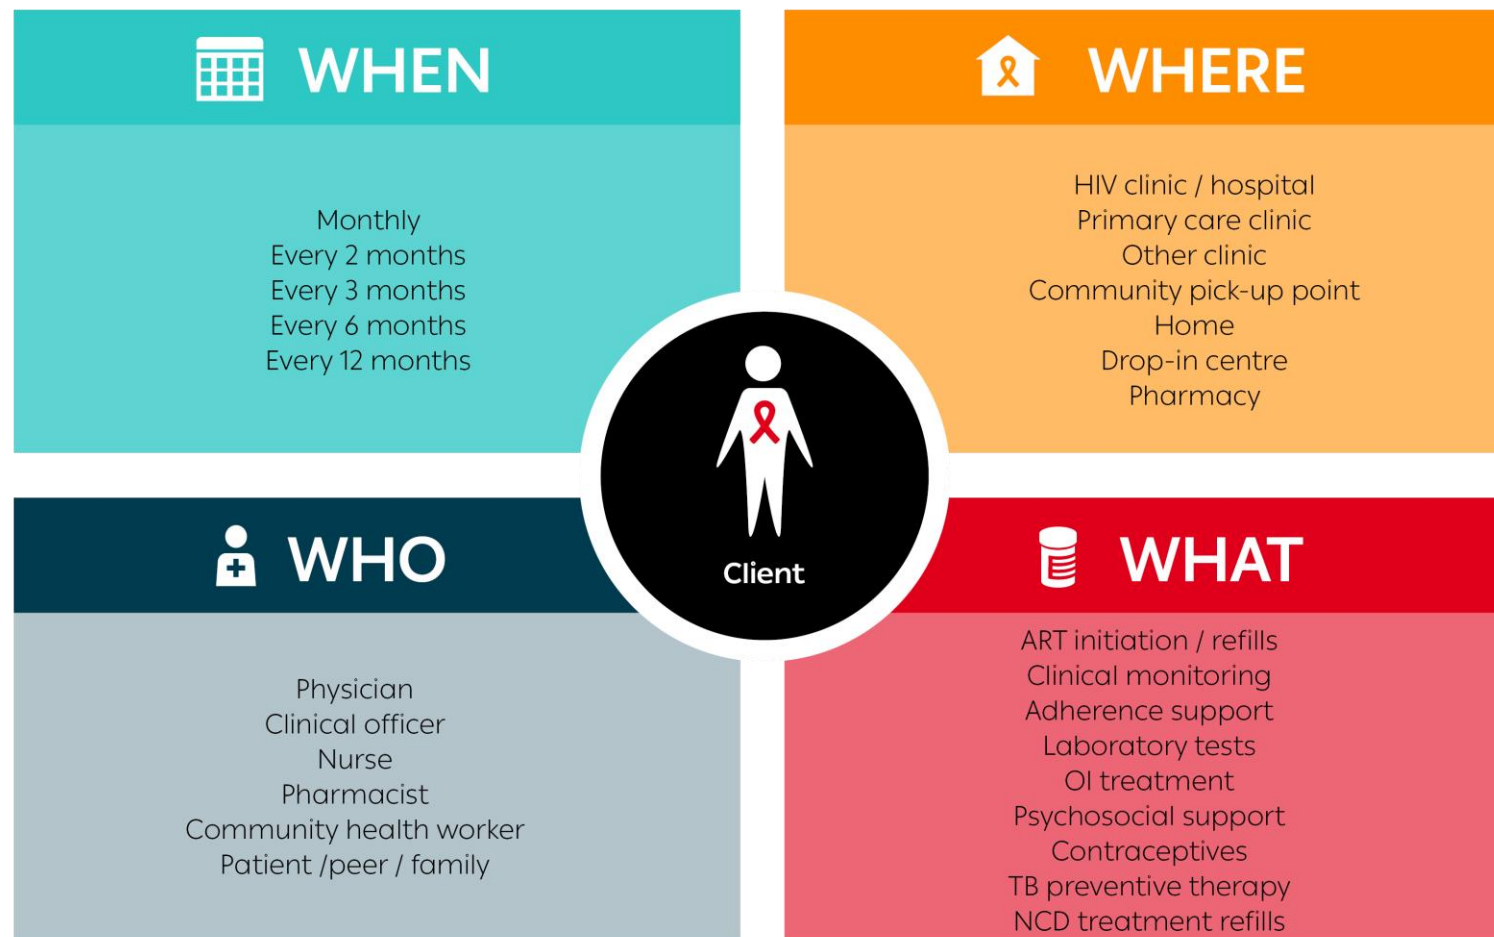 WHEN
Monthly
Every 2 months
Every 3 months
Every 6 months
Every 12 months
WHERE
HIV clinic / hospital
Primary care clinic
Other clinic
Community pick-up point
Home
Drop-in centre
Pharmacy
Client
WHO
Physician
Clinical officer
Nurse
Pharmacist
Community health worker
Patient /peer / family
WHAT
ART initiation / refills
Clinical monitoring
Adherence support
Laboratory tests
OI treatment
Psychosocial support
Contraceptives
TB preventive therapy
NCD treatment refills